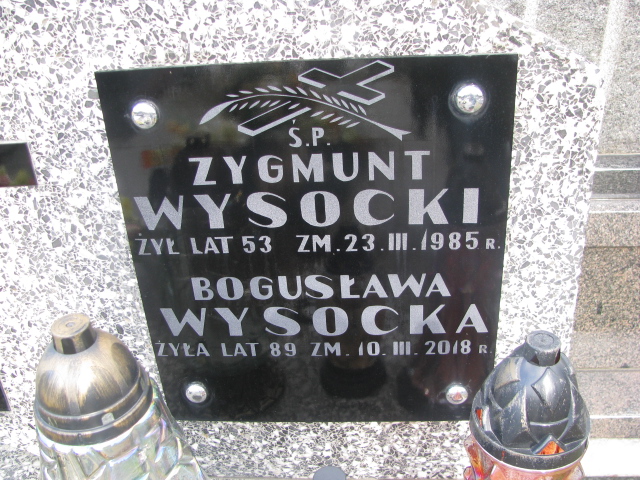 Ś.P.
ZYGMUNT
WYSOCKI
ŻYŁ LAT 53 ZM. 23. III. 1985 R.
BOGUSŁAWA
WYSOCKA
ŻYŁA LAT 89 ZM. 10. III. 2018 R.